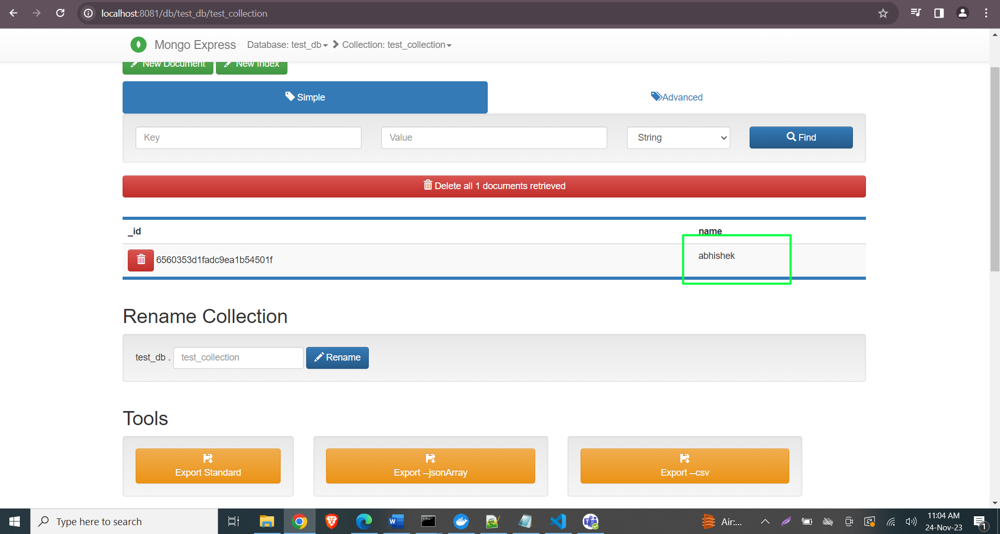 localhost:8081/db/test_db/test_collection
Mongo Express Database: test_db Collection: test_collection
New Document New Index
Simple Advanced
Key Value String Find
Delete all 1 documents retrieved
_id name
6560353d1fadc9ea1b54501f abhishek
Rename Collection
test_db . test_collection Rename
Tools
Export Standard Export --jsonArray Export --csv
Type here to search Air:... 11:04 AM
24-Nov-23 1